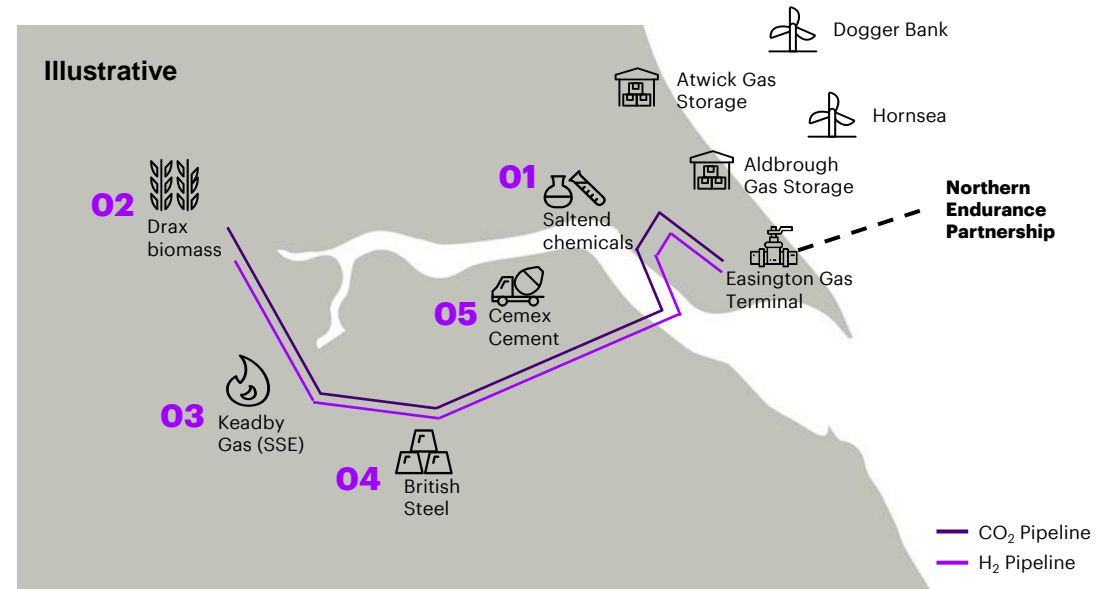 Illustrative
Dogger Bank
Atwick Gas
Storage
Hornsea
01
Saltend
chemicals
Aldbrough
Gas Storage
02
Drax
biomass
Northern
Endurance
Partnership
Easington Gas
Terminal
05
Cemex
Cement
03
Keadby
Gas (SSE)
04
British
Steel
CO₂ Pipeline
H₂ Pipeline